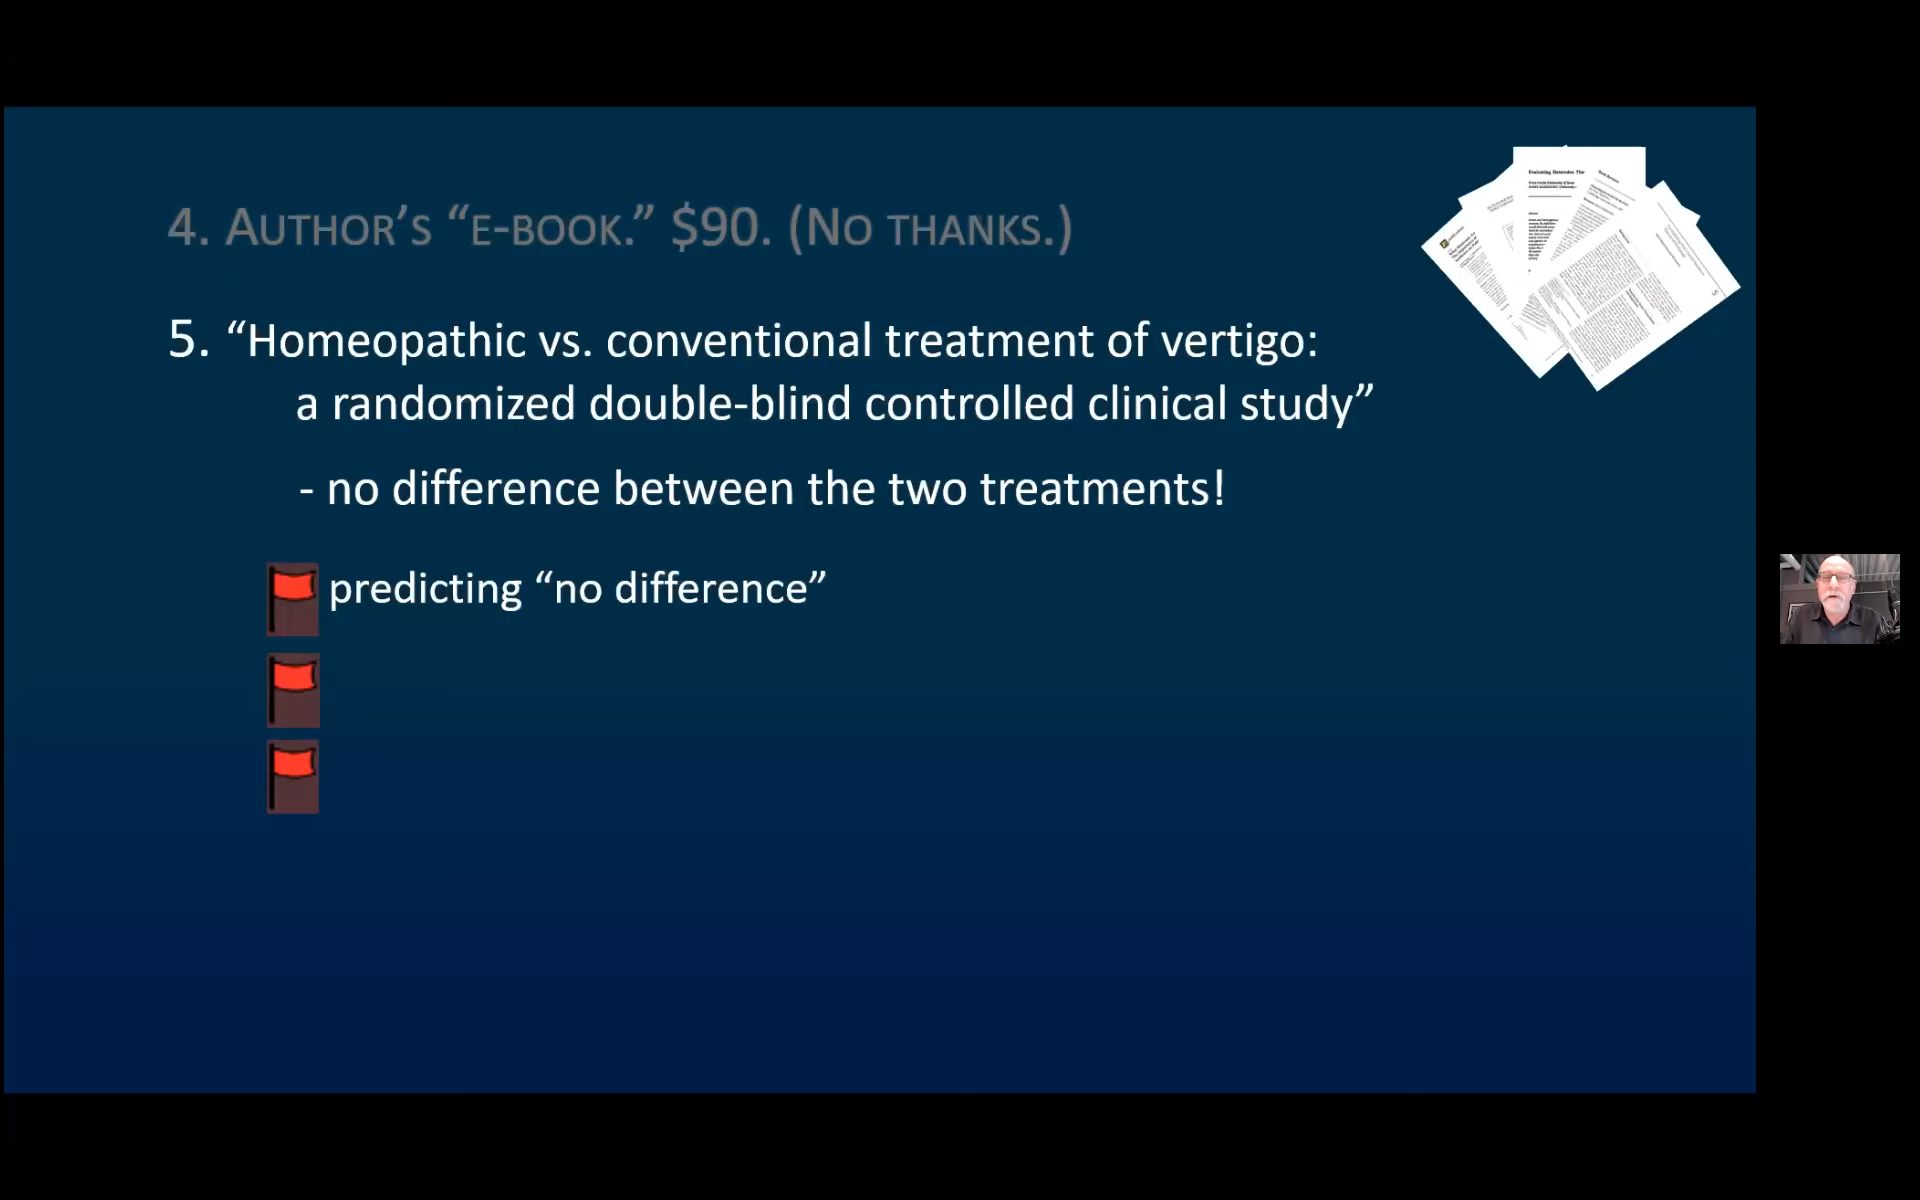 4. AUTHOR’S “E-BOOK.” $90. (NO THANKS.)
5. “Homeopathic vs. conventional treatment of vertigo:
a randomized double-blind controlled clinical study”
- no difference between the two treatments!
predicting “no difference”